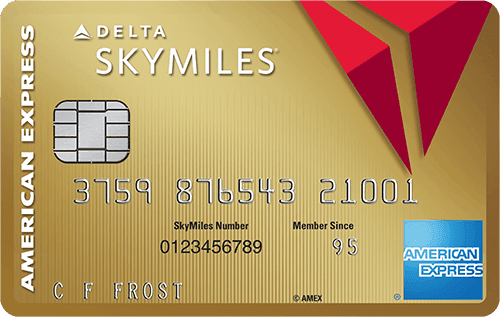 AMERICAN EXPRESS
DELTA
SKYMILES®
3759 876543 21001
SkyMiles Number Member Since
0123456789 95
AMERICAN
EXPRESS
®
C F FROST
© AMEX